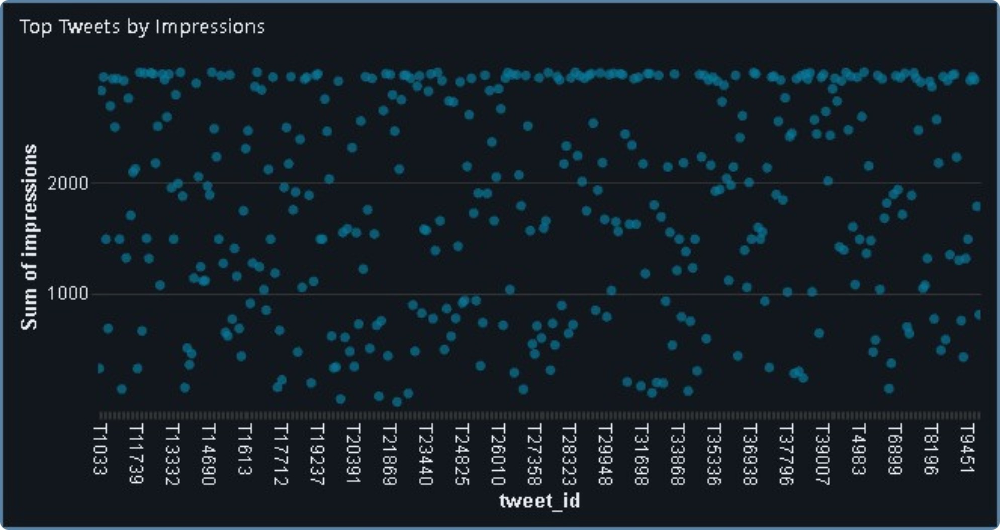 Top Tweets by Impressions
Sum of impressions
2000
1000
T1033
T11739
T13332
T14690
T1613
T17712
T19237
T20391
T21869
T23440
T24825
T26010
T27358
T28323
T29948
T31698
T33868
T35336
T36938
T37796
T39007
T4983
T6899
T8196
T9451
tweet_id